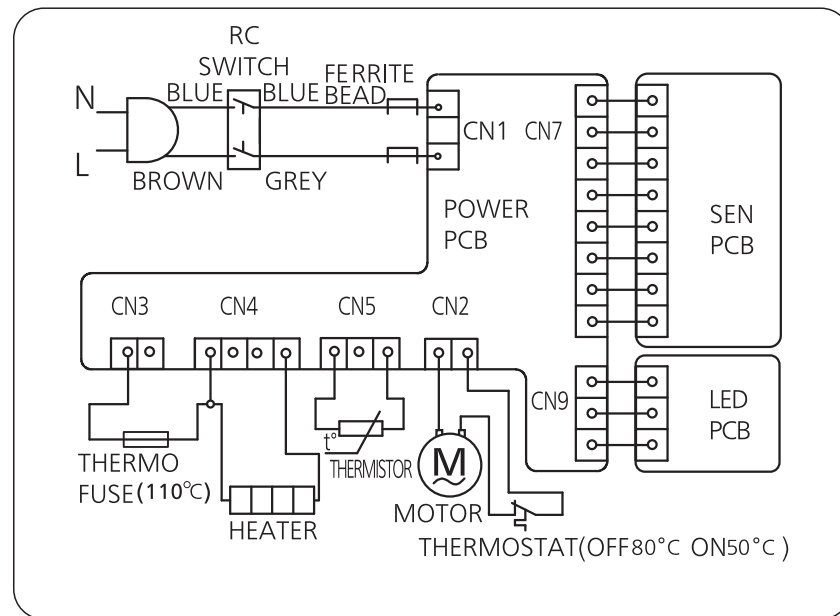 RC
SWITCH
FERRITE
BEAD
N
BLUE
BLUE
CN1
CN7
L
BROWN
GREY
POWER
PCB
SEN
PCB
CN3
CN4
CN5
CN2
CN9
LED
PCB
t°
THERMISTOR
M
THERMO
FUSE(110°C)
HEATER
MOTOR
THERMOSTAT(OFF80°C ON50°C )